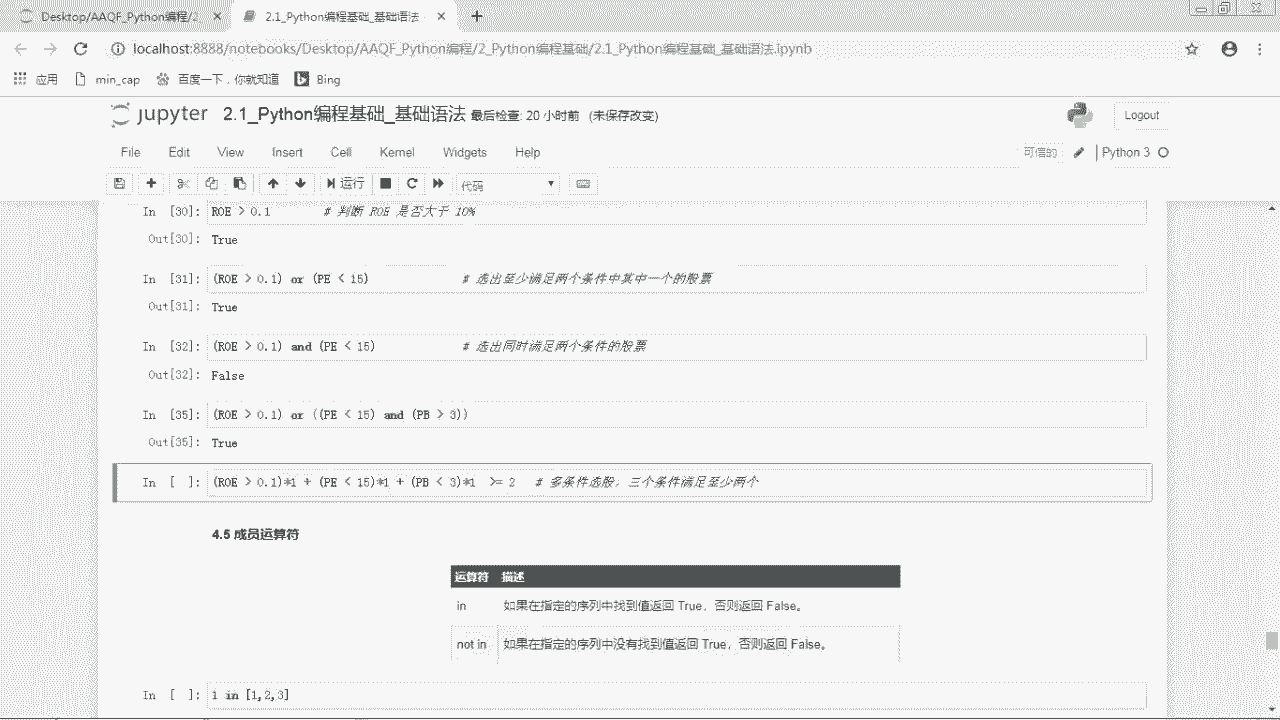 Desktop/AAQF_Python编程/2
2.1_Python编程基础_基础语法
localhost:8888/notebooks/Desktop/AAQF_Python编程/2_Python编程基础/2.1_Python编程基础_基础语法.ipynb
应用 min_cap 百度一下，你就知道 Bing
jupyter 2.1_Python编程基础_基础语法 最后检查: 20 小时前 (未保存改变) Logout
File Edit View Insert Cell Kernel Widgets Help 可信的 Python 3
运行 代码
In [30]: ROE > 0.1 # 判断 ROE 是否大于 10%
Out[30]: True
In [31]: (ROE > 0.1) or (PE < 15) # 选出至少满足两个条件中其中一个的股票
Out[31]: True
In [32]: (ROE > 0.1) and (PE < 15) # 选出同时满足两个条件的股票
Out[32]: False
In [35]: (ROE > 0.1) or ((PE < 15) and (PB > 3))
Out[35]: True
In [ ]: (ROE > 0.1)*1 + (PE < 15)*1 + (PB < 3)*1 >= 2 # 多条件选股，三个条件满足至少两个
4.5 成员运算符
运算符 描述
in 如果在指定的序列中找到值返回 True，否则返回 False。
not in 如果在指定的序列中没有找到值返回 True，否则返回 False。
In [ ]: 1 in [1,2,3]